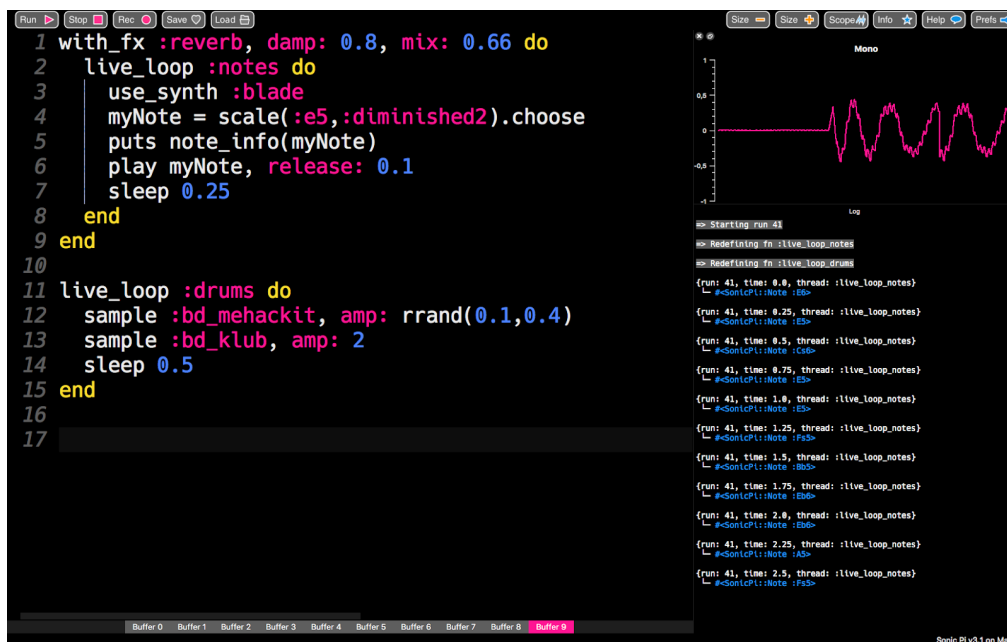 Run Stop Rec Save Load Size Size Scope Info Help Prefs
1 with_fx :reverb, damp: 0.8, mix: 0.66 do
2 live_loop :notes do
3 use_synth :blade
4 myNote = scale(:e5,:diminished2).choose
5 puts note_info(myNote)
6 play myNote, release: 0.1
7 sleep 0.25
8 end
9 end
10
11 live_loop :drums do
12 sample :bd_mehackit, amp: rrand(0.1,0.4)
13 sample :bd_klub, amp: 2
14 sleep 0.5
15 end
16
17
Mono
1
0,5
0
-0,5
-1
Log
=> Starting run 41
=> Redefining fn :live_loop_notes
=> Redefining fn :live_loop_drums
{run: 41, time: 0.0, thread: :live_loop_notes}
└─ #<SonicPi::Note :E6>
{run: 41, time: 0.25, thread: :live_loop_notes}
└─ #<SonicPi::Note :E5>
{run: 41, time: 0.5, thread: :live_loop_notes}
└─ #<SonicPi::Note :Cs6>
{run: 41, time: 0.75, thread: :live_loop_notes}
└─ #<SonicPi::Note :E5>
{run: 41, time: 1.0, thread: :live_loop_notes}
└─ #<SonicPi::Note :E5>
{run: 41, time: 1.25, thread: :live_loop_notes}
└─ #<SonicPi::Note :Fs5>
{run: 41, time: 1.5, thread: :live_loop_notes}
└─ #<SonicPi::Note :Bb5>
{run: 41, time: 1.75, thread: :live_loop_notes}
└─ #<SonicPi::Note :Eb6>
{run: 41, time: 2.0, thread: :live_loop_notes}
└─ #<SonicPi::Note :Eb6>
{run: 41, time: 2.25, thread: :live_loop_notes}
└─ #<SonicPi::Note :A5>
{run: 41, time: 2.5, thread: :live_loop_notes}
└─ #<SonicPi::Note :Fs5>
Buffer 0 Buffer 1 Buffer 2 Buffer 3 Buffer 4 Buffer 5 Buffer 6 Buffer 7 Buffer 8 Buffer 9
Sonic Pi v3.1 on